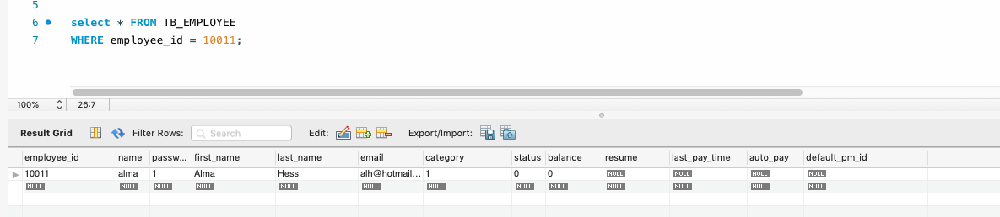 5
6 select * FROM TB_EMPLOYEE
7 WHERE employee_id = 10011;
100% 26:7
Result Grid Filter Rows: Search Edit: Export/Import:
employee_id name passw... first_name last_name email category status balance resume last_pay_time auto_pay default_pm_id
10011 alma 1 Alma Hess alh@hotmail... 1 0 0 NULL NULL NULL NULL
NULL NULL NULL NULL NULL NULL NULL NULL NULL NULL NULL NULL NULL